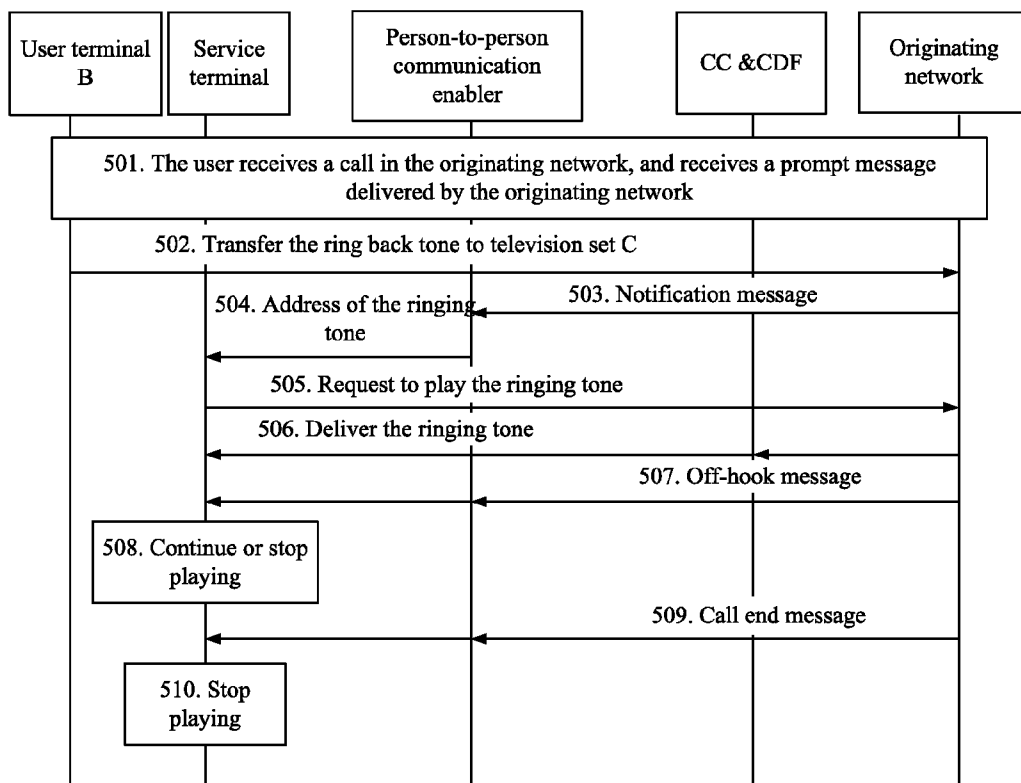 User terminal
B
Service
terminal
Person-to-person
communication
enabler
CC &CDF
Originating
network
501. The user receives a call in the originating network, and receives a prompt message
delivered by the originating network
502. Transfer the ring back tone to television set C
503. Notification message
504. Address of the ringing
tone
505. Request to play the ringing tone
506. Deliver the ringing tone
507. Off-hook message
508. Continue or stop
playing
509. Call end message
510. Stop
playing